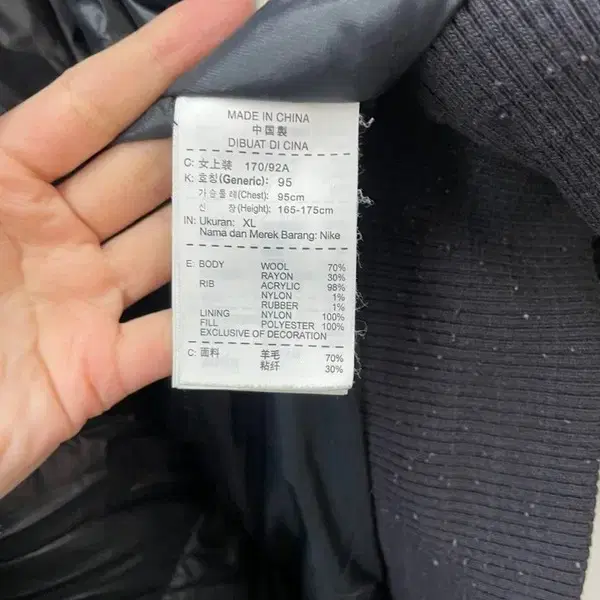 MADE IN CHINA
中国製
DIBUAT DI CINA
C: 女上装 170/92A
K: 호칭(Generic): 95
가슴둘레(Chest): 95cm
신 장(Height): 165-175cm
IN: Ukuran: XL
Nama dan Merek Barang: Nike
E: BODY WOOL 70%
RAYON 30%
RIB ACRYLIC 98%
NYLON 1%
RUBBER 1%
LINING NYLON 100%
FILL POLYESTER 100%
EXCLUSIVE OF DECORATION
C: 面料 羊毛 70%
粘纤 30%